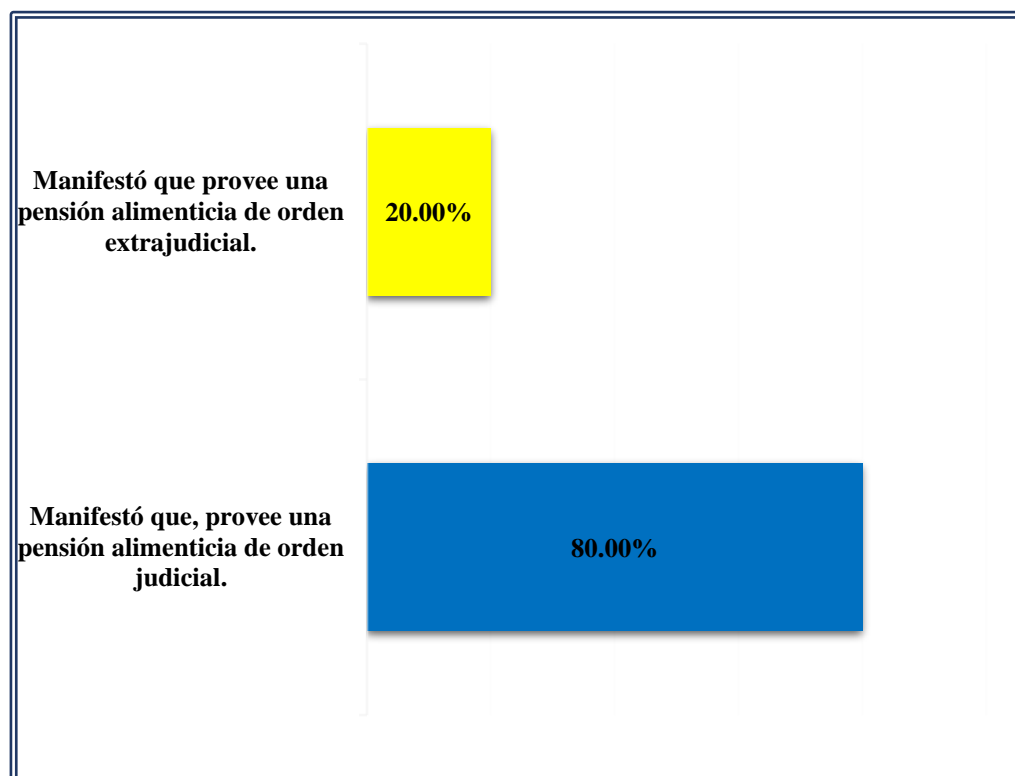 Manifestó que provee una
pensión alimenticia de orden
extrajudicial.
20.00%
Manifestó que, provee una
pensión alimenticia de orden
judicial.
80.00%